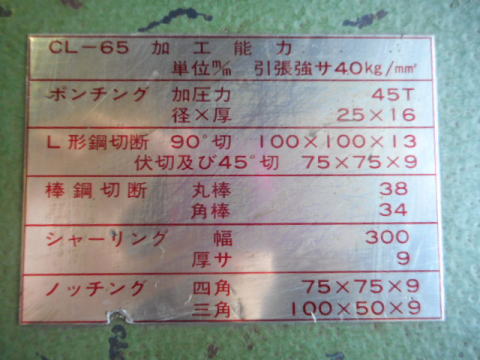 CL-65 加工能力
単位m/m 引張強サ40kg/mm²
ポンチング 加圧力 45T
径×厚 25×16
L形鋼切断 90°切 100×100×13
伏切及び45°切 75×75×9
棒鋼切断 丸棒 38
角棒 34
シャーリング 幅 300
厚サ 9
ノッチング 四角 75×75×9
三角 100×50×9